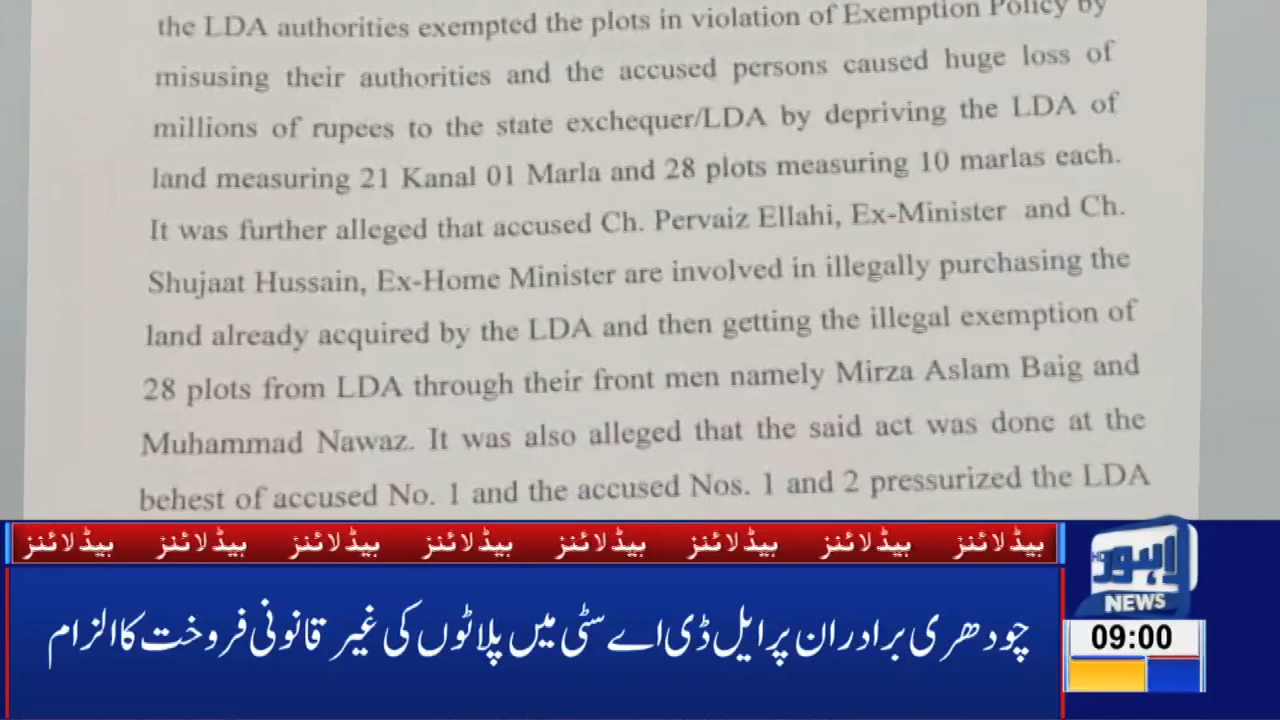 the LDA authorities exempted the plots in violation of Exemption Policy by
misusing their authorities and the accused persons caused huge loss of
millions of rupees to the state exchequer/LDA by depriving the LDA of
land measuring 21 Kanal 01 Marla and 28 plots measuring 10 marlas each.
It was further alleged that accused Ch. Pervaiz Ellahi, Ex-Minister and Ch.
Shujaat Hussain, Ex-Home Minister are involved in illegally purchasing the
land already acquired by the LDA and then getting the illegal exemption of
28 plots from LDA through their front men namely Mirza Aslam Baig and
Muhammad Nawaz. It was also alleged that the said act was done at the
behest of accused No. 1 and the accused Nos. 1 and 2 pressurized the LDA
ہیڈلائنز ہیڈلائنز ہیڈلائنز ہیڈلائنز ہیڈلائنز ہیڈلائنز ہیڈلائنز ہیڈلائنز
چودھری برادران پر ایل ڈی اے سٹی میں پلاٹوں کی غیر قانونی فروخت کا الزام
لاہور HD
NEWS
09:00